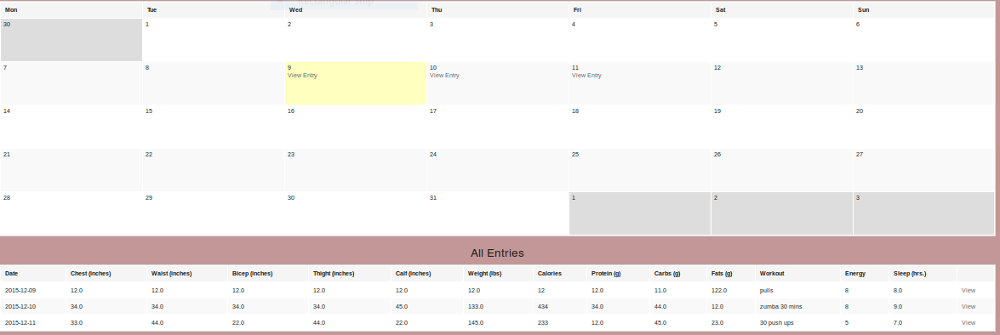 Rectangular Snip
Mon Tue Wed Thu Fri Sat Sun
30 1 2 3 4 5 6
7 8 9 10 11 12 13
View Entry View Entry View Entry
14 15 16 17 18 19 20
21 22 23 24 25 26 27
28 29 30 31 1 2 3
All Entries
Date Chest (inches) Waist (inches) Bicep (inches) Thight (inches) Calf (inches) Weight (lbs) Calories Protein (g) Carbs (g) Fats (g) Workout Energy Sleep (hrs.)
2015-12-09 12.0 12.0 12.0 12.0 12.0 12.0 12 12.0 11.0 122.0 pulls 8 8.0 View
2015-12-10 34.0 34.0 34.0 34.0 45.0 133.0 434 34.0 44.0 12.0 zumba 30 mins 8 9.0 View
2015-12-11 33.0 44.0 22.0 44.0 22.0 145.0 233 12.0 45.0 23.0 30 push ups 5 7.0 View